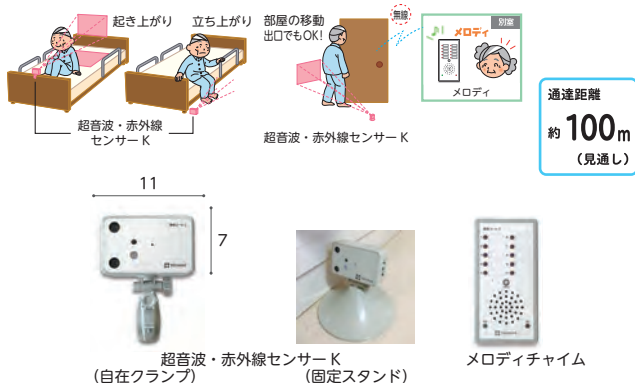 起き上がり
立ち上がり
超音波・赤外線
センサーK
部屋の移動
出口でもOK!
無線
別室
メロディ
メロディ
超音波・赤外線センサーK
通達距離
約100m
(見通し)
11
7
超音波・赤外線センサーK
(自在クランプ)
(固定スタンド)
メロディチャイム